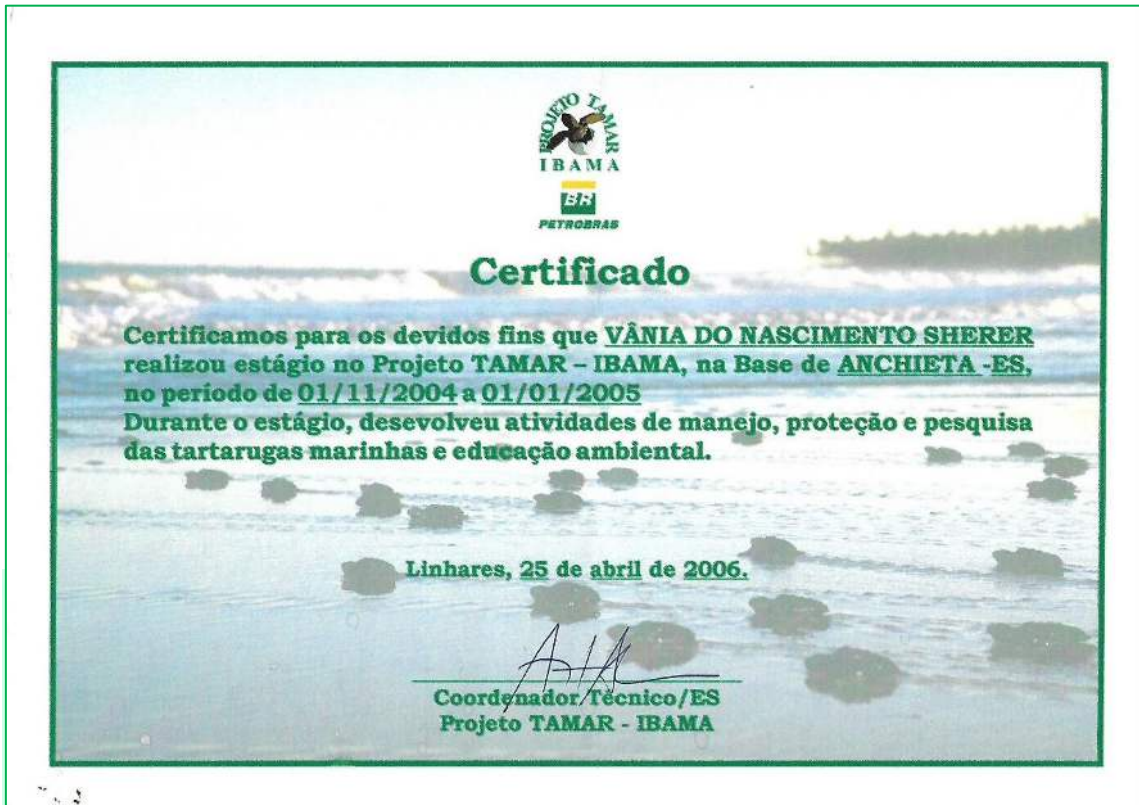 PROJETO TAMAR
IBAMA
BR
PETROBRAS
Certificado
Certificamos para os devidos fins que VÂNIA DO NASCIMENTO SHERER
realizou estágio no Projeto TAMAR – IBAMA, na Base de ANCHIETA -ES,
no período de 01/11/2004 a 01/01/2005
Durante o estágio, desevolveu atividades de manejo, proteção e pesquisa
das tartarugas marinhas e educação ambiental.
Linhares, 25 de abril de 2006.
Coordenador Técnico/ES
Projeto TAMAR - IBAMA